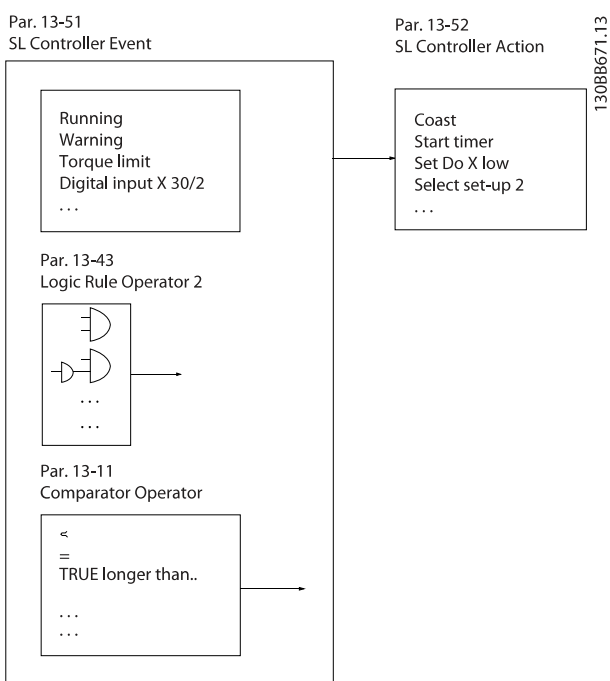 Par. 13-51
SL Controller Event
Par. 13-52
SL Controller Action
130BB671.13
Running
Warning
Torque limit
Digital input X 30/2
. . .
Coast
Start timer
Set Do X low
Select set-up 2
. . .
Par. 13-43
Logic Rule Operator 2
. . .
. . .
Par. 13-11
Comparator Operator
<
=
TRUE longer than..
. . .
. . .